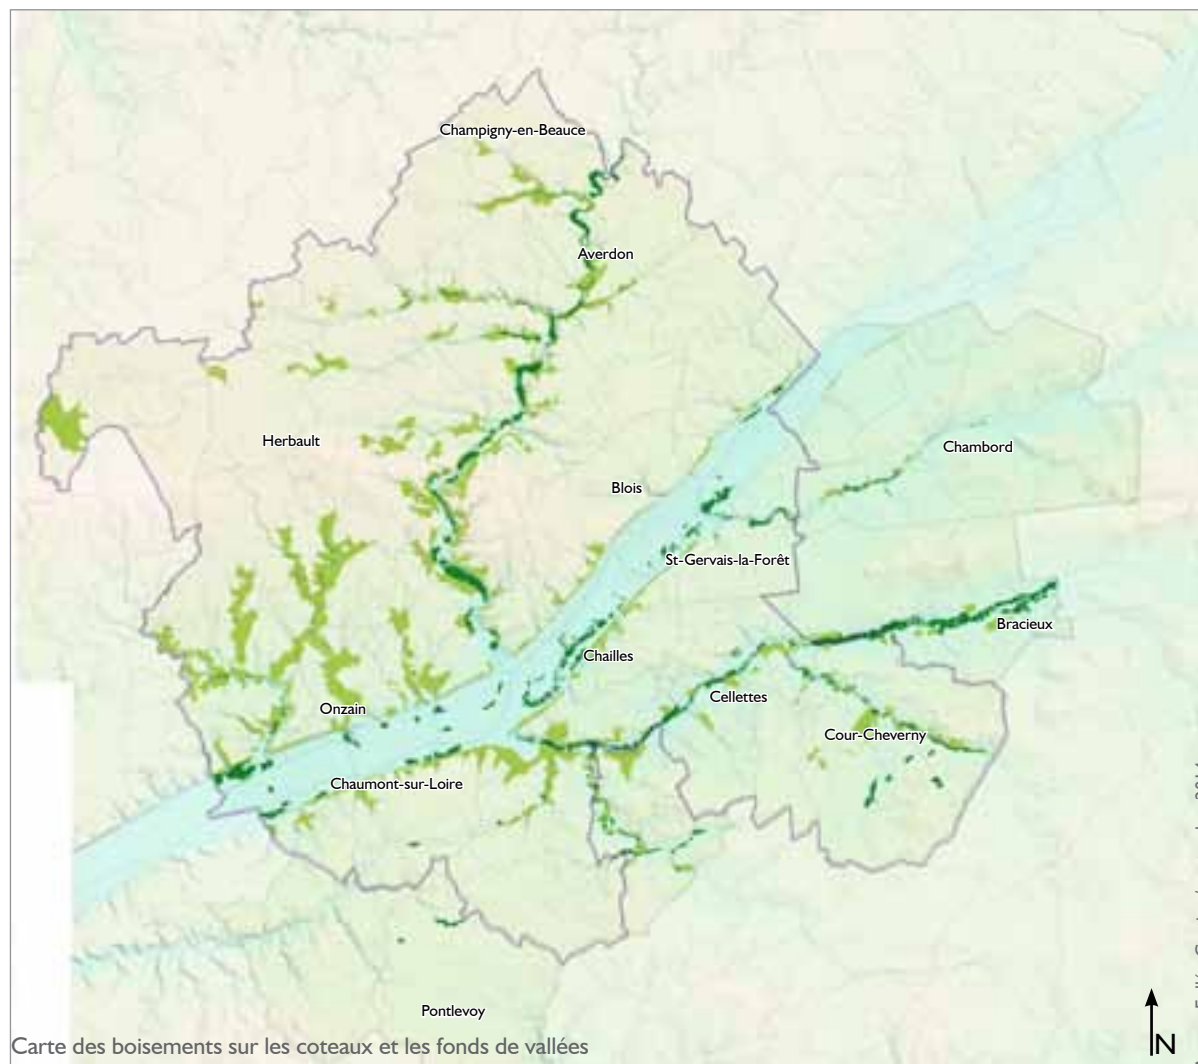 Champigny-en-Beauce
Averdon
Herbault
Chambord
Blois
St-Gervais-la-Forêt
Bracieux
Chailles
Cellettes
Onzain
Cour-Cheverny
Chaumont-sur-Loire
Pontlevoy
Carte des boisements sur les coteaux et les fonds de vallées
N